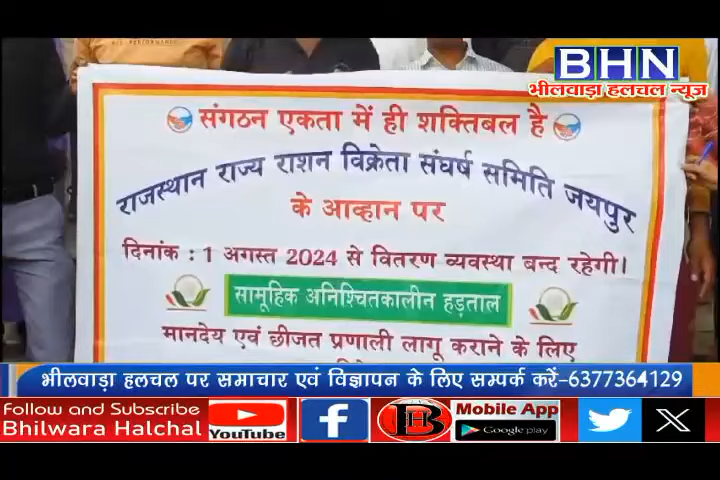 BHN
भीलवाड़ा हलचल न्यूज
संगठन एकता में ही शक्तिबल है
राजस्थान राज्य राशन विक्रेता संघर्ष समिति जयपुर
के आव्हान पर
दिनांक : 1 अगस्त 2024 से वितरण व्यवस्था बन्द रहेगी।
सामूहिक अनिश्चितकालीन हड़ताल
मानदेय एवं छीजत प्रणाली लागू कराने के लिए
भीलवाड़ा हलचल पर समाचार एवं विज्ञापन के लिए सम्पर्क करें-6377364129
Follow and Subscribe
Bhilwara Halchal
YouTube
Mobile App
Google play